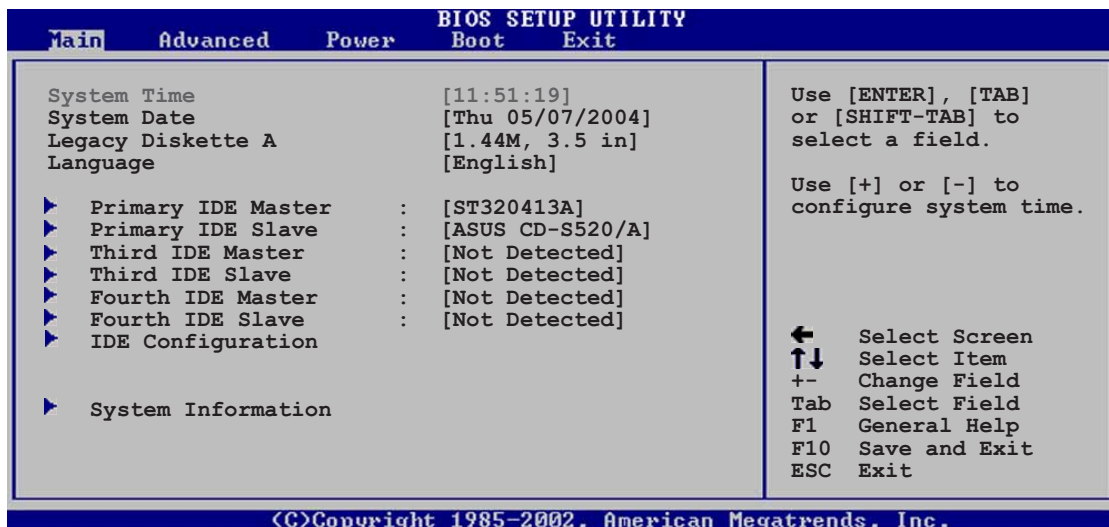 BIOS SETUP UTILITY
Main Advanced Power Boot Exit
System Time [11:51:19]
System Date [Thu 05/07/2004]
Legacy Diskette A [1.44M, 3.5 in]
Language [English]
Primary IDE Master : [ST320413A]
Primary IDE Slave : [ASUS CD-S520/A]
Third IDE Master : [Not Detected]
Third IDE Slave : [Not Detected]
Fourth IDE Master : [Not Detected]
Fourth IDE Slave : [Not Detected]
IDE Configuration
System Information
Use [ENTER], [TAB]
or [SHIFT-TAB] to
select a field.
Use [+] or [-] to
configure system time.
Select Screen
Select Item
+- Change Field
Tab Select Field
F1 General Help
F10 Save and Exit
ESC Exit
(C)Copyright 1985-2002, American Megatrends, Inc.